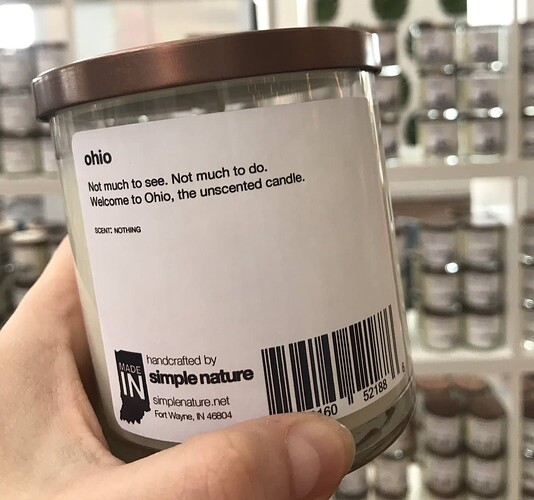 ohio
Not much to see. Not much to do.
Welcome to Ohio, the unscented candle.
SCENT: NOTHING
MADE
IN
handcrafted by
simple nature
simplenature.net
Fort Wayne, IN 46804
160 52188 6